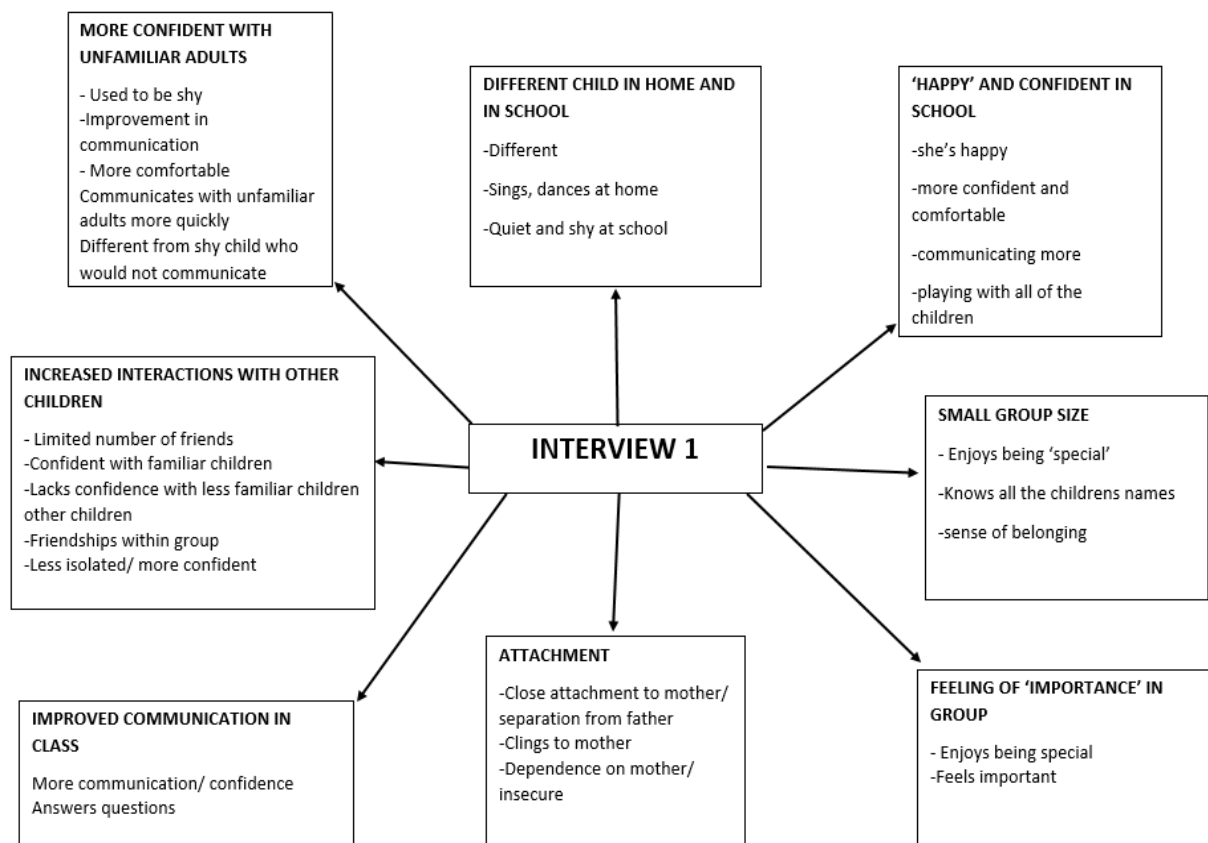 MORE CONFIDENT WITH
UNFAMILIAR ADULTS
- Used to be shy
-Improvement in
communication
- More comfortable
Communicates with unfamiliar
adults more quickly
Different from shy child who
would not communicate
DIFFERENT CHILD IN HOME AND
IN SCHOOL
-Different
-Sings, dances at home
-Quiet and shy at school
‘HAPPY’ AND CONFIDENT IN
SCHOOL
-she’s happy
-more confident and
comfortable
-communicating more
-playing with all of the
children
INCREASED INTERACTIONS WITH OTHER
CHILDREN
- Limited number of friends
-Confident with familiar children
-Lacks confidence with less familiar children
other children
-Friendships within group
-Less isolated/ more confident
INTERVIEW 1
SMALL GROUP SIZE
- Enjoys being ‘special’
-Knows all the childrens names
-sense of belonging
IMPROVED COMMUNICATION IN
CLASS
More communication/ confidence
Answers questions
ATTACHMENT
-Close attachment to mother/
separation from father
-Clings to mother
-Dependence on mother/
insecure
FEELING OF ‘IMPORTANCE’ IN
GROUP
- Enjoys being special
-Feels important